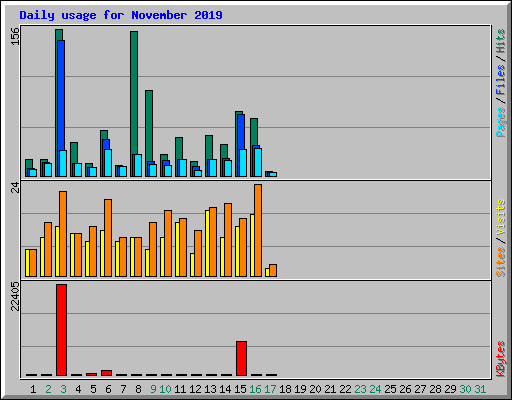 Daily usage for November 2019
156
Pages/Files/Hits
24
Sites/Visits
22405
KBytes
1 2 3 4 5 6 7 8 9 10 11 12 13 14 15 16 17 18 19 20 21 22 23 24 25 26 27 28 29 30 31